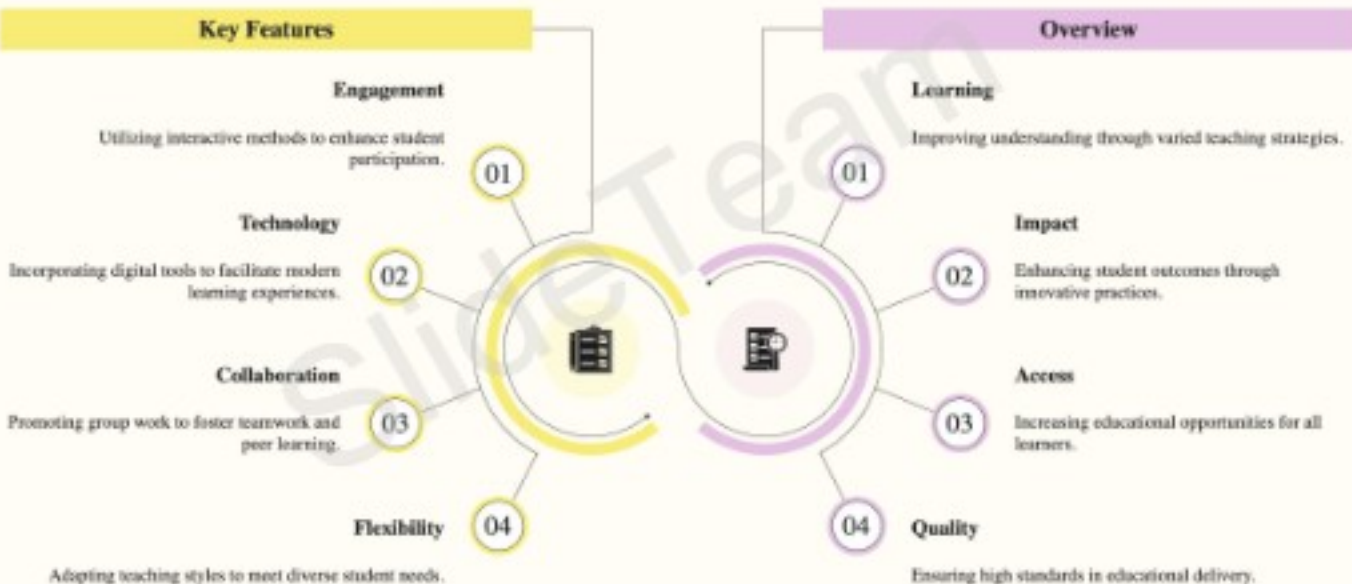 Key Features
Engagement
Utilizing interactive methods to enhance student
participation.
01
Technology
Incorporating digital tools to facilitate modern
learning experiences.
02
Collaboration
Promoting group work to foster teamwork and
peer learning.
03
Flexibility
04
Adapting teaching styles to meet diverse student needs.
Overview
Learning
Improving understanding through varied teaching strategies.
01
Impact
02
Enhancing student outcomes through
innovative practices.
Access
03
Increasing educational opportunities for all
learners.
04
Quality
Ensuring high standards in educational delivery.
SlideTeam